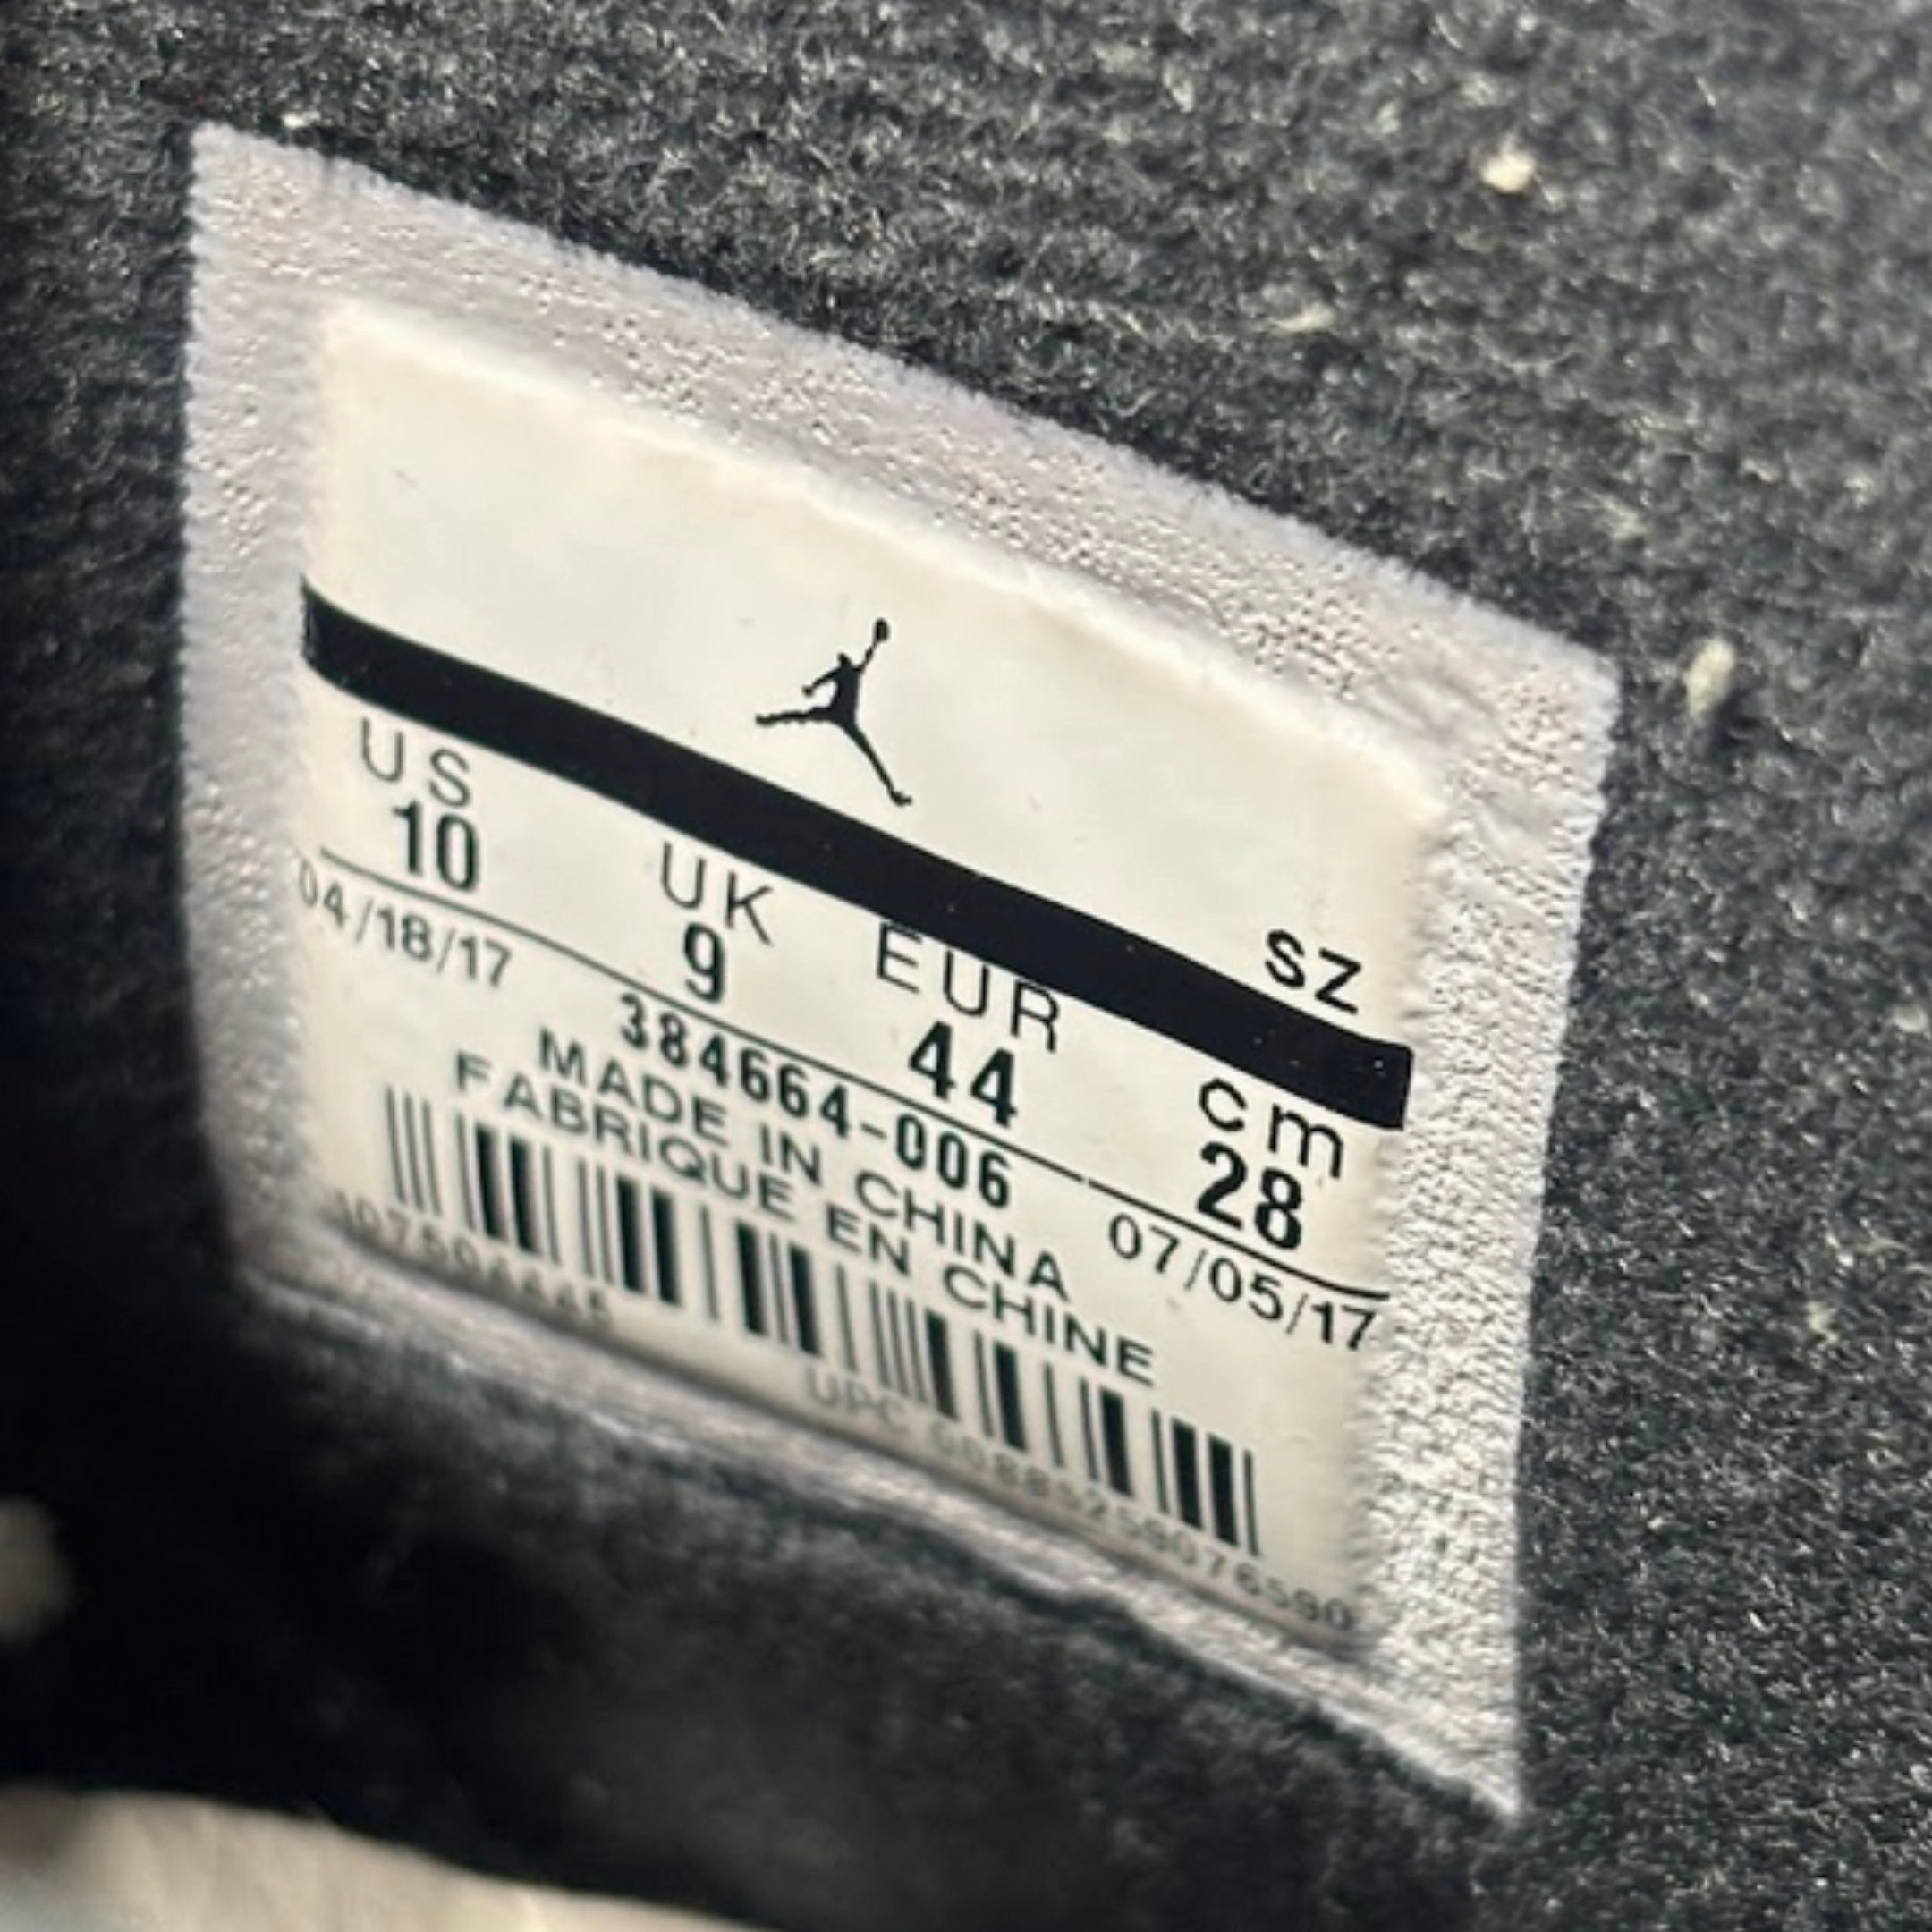 SZ
US UK EUR cm
10 9 44 28
04/18/17 384664-006 07/05/17
MADE IN CHINA
FABRIQUE EN CHINE
UPC